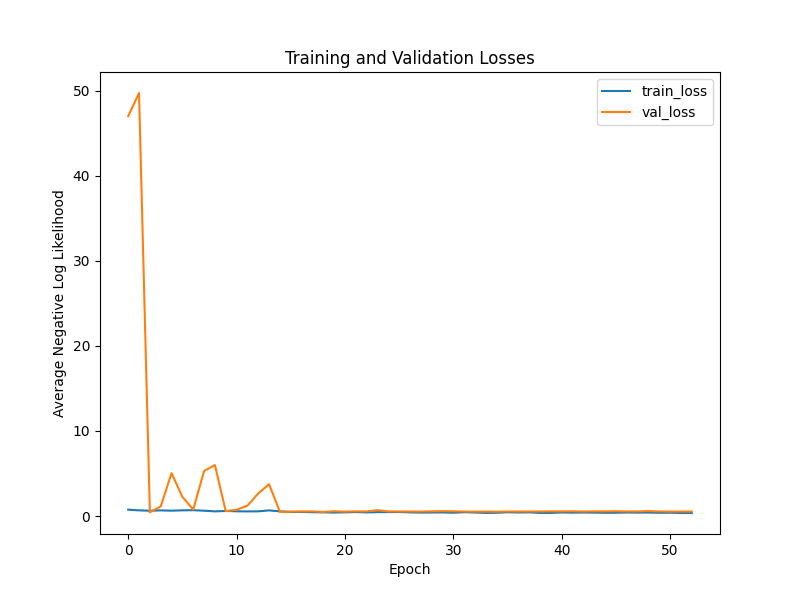 Training and Validation Losses
train_loss
val_loss
Average Negative Log Likelihood
50
40
30
20
10
0
0 10 20 30 40 50
Epoch